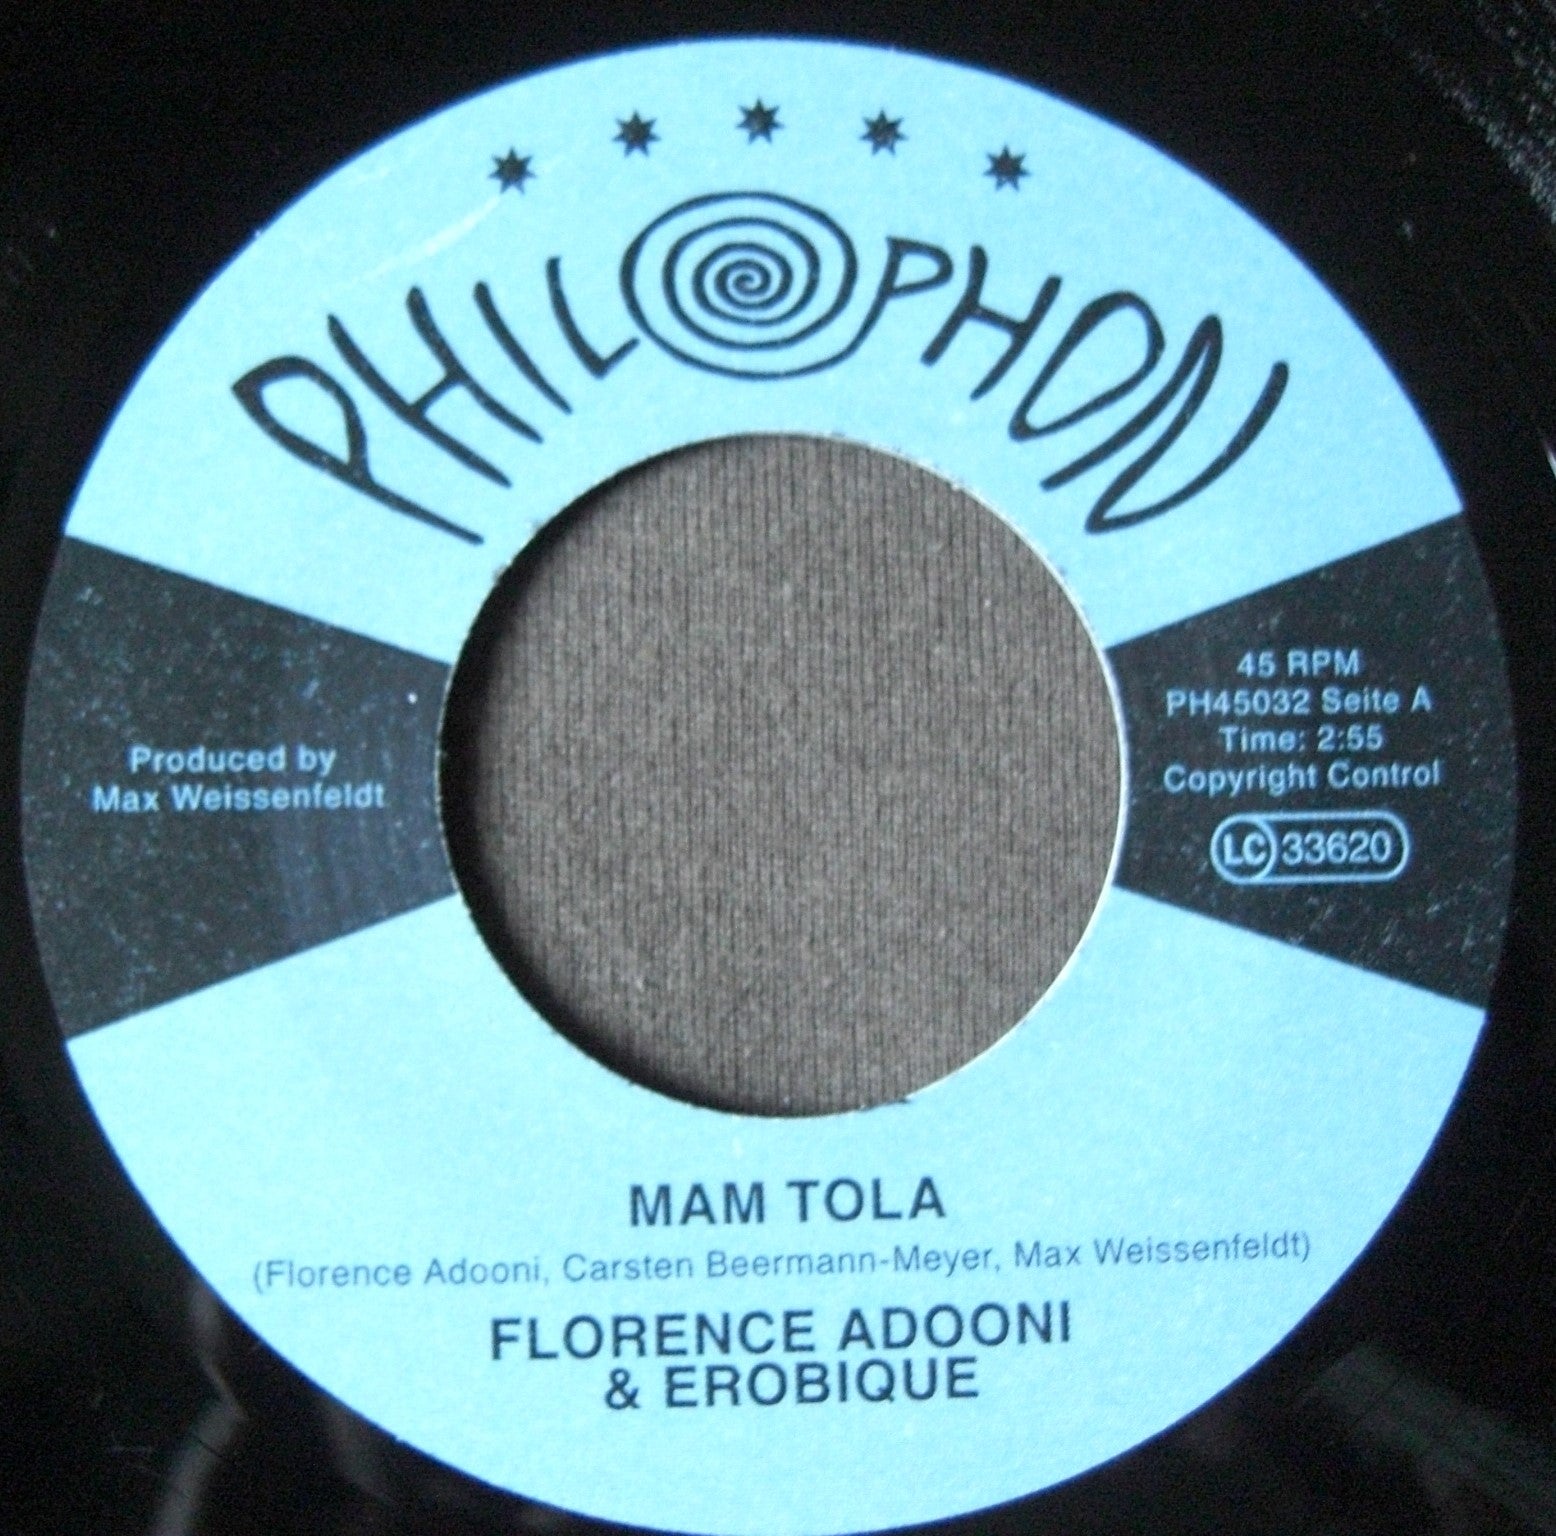 PHILOPHON
Produced by
Max Weissenfeldt
45 RPM
PH45032 Seite A
Time: 2:55
Copyright Control
LC 33620
MAM TOLA
(Florence Adooni, Carsten Beermann-Meyer, Max Weissenfeldt)
FLORENCE ADOONI
& EROBIQUE